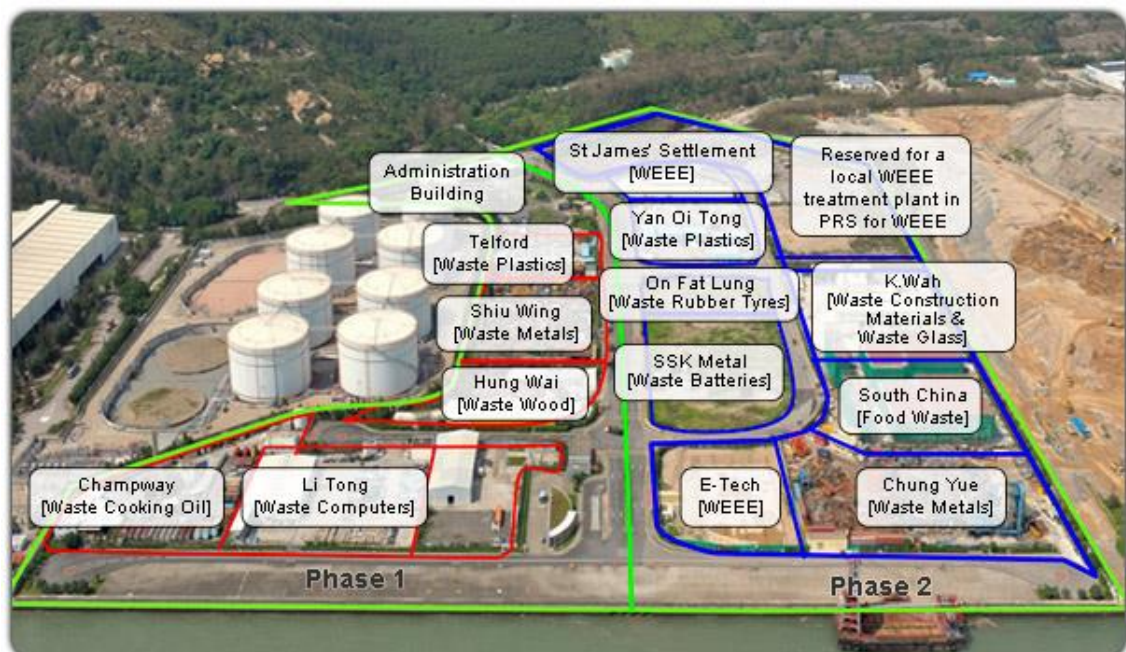 St James' Settlement
[WEEE]
Reserved for a
local WEEE
treatment plant in
PRS for WEEE
Administration
Building
Yan Oi Tong
[Waste Plastics]
Telford
[Waste Plastics]
On Fat Lung
[Waste Rubber Tyres]
K.Wah
[Waste Construction
Materials &
Waste Glass]
Shiu Wing
[Waste Metals]
SSK Metal
[Waste Batteries]
Hung Wai
[Waste Wood]
South China
[Food Waste]
Champway
[Waste Cooking Oil]
Li Tong
[Waste Computers]
E-Tech
[WEEE]
Chung Yue
[Waste Metals]
Phase 1
Phase 2